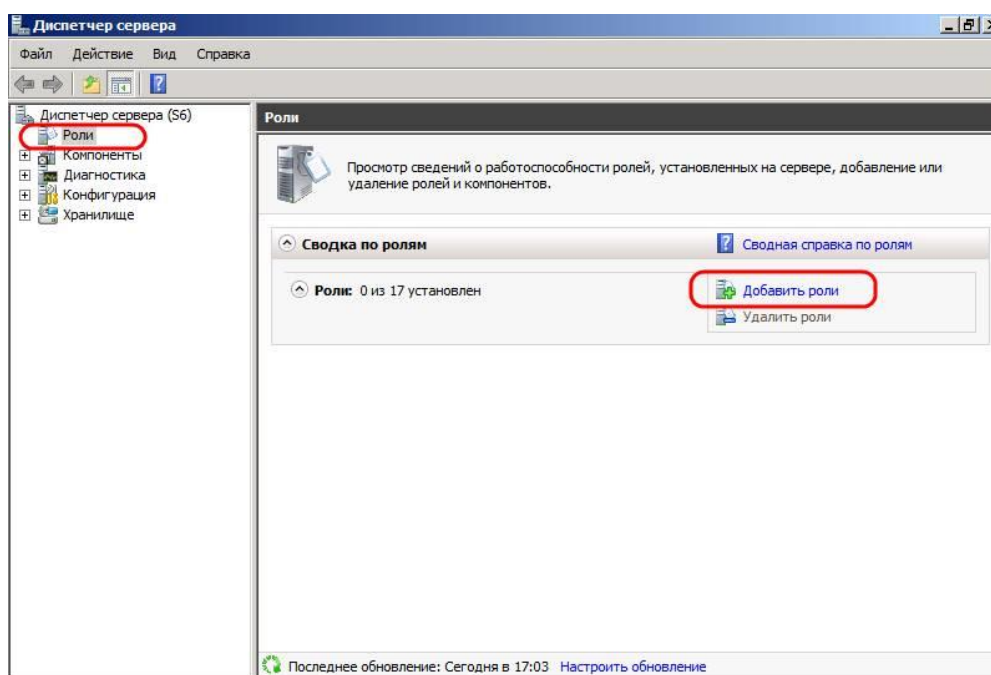 Диспетчер сервера
Файл Действие Вид Справка
Диспетчер сервера (S6)
Роли
Компоненты
Диагностика
Конфигурация
Хранилище
Роли
Просмотр сведений о работоспособности ролей, установленных на сервере, добавление или
удаление ролей и компонентов.
Сводка по ролям
Сводная справка по ролям
Роли: 0 из 17 установлен
Добавить роли
Удалить роли
Последнее обновление: Сегодня в 17:03 Настроить обновление